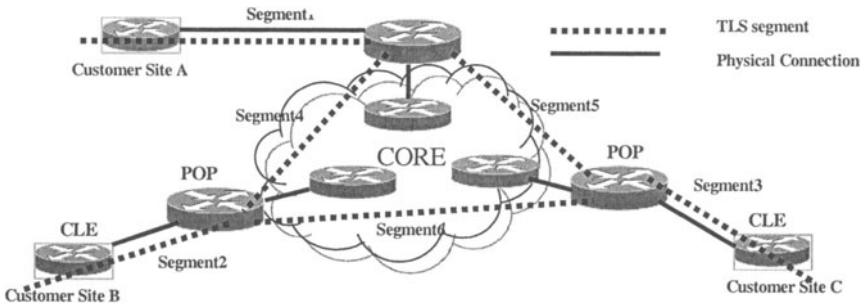 Segment
TLS segment
Customer Site A
Physical Connection
Segment4
Segment5
CORE
POP
POP
Segment3
CLE
CLE
Segment6
Segment2
Customer Site B
Customer Site C